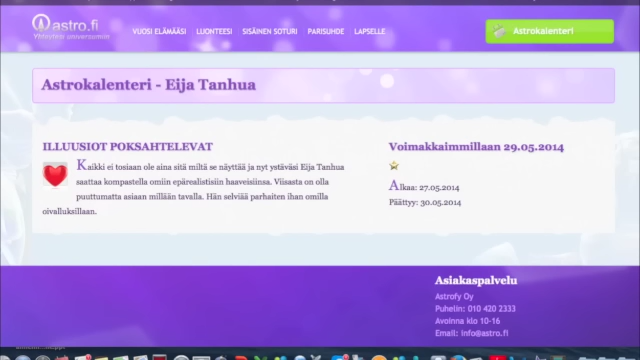 astro.fi
Yhteytesi universumiin
VUOSI ELÄMÄÄSI LUONTEESI SISÄINEN SOTURI PARISUHDE LAPSELLE
Astrokalenteri
Astrokalenteri - Eija Tanhua
ILLUUSIOT POKSAHTELEVAT
Kaikki ei tosiaan ole aina sitä miltä se näyttää ja nyt ystäväsi Eija Tanhua
saattaa kompastella omiin epärealistisiin haaveisiinsa. Viisasta on olla
puuttumatta asiaan millään tavalla. Hän selviää parhaiten ihan omilla
oivalluksillaan.
Voimakkaimmillaan 29.05.2014
Alkaa: 27.05.2014
Päättyy: 30.05.2014
Asiakaspalvelu
Astrofy Oy
Puhelin: 010 420 2333
Avoinna klo 10-16
Email: info@astro.fi